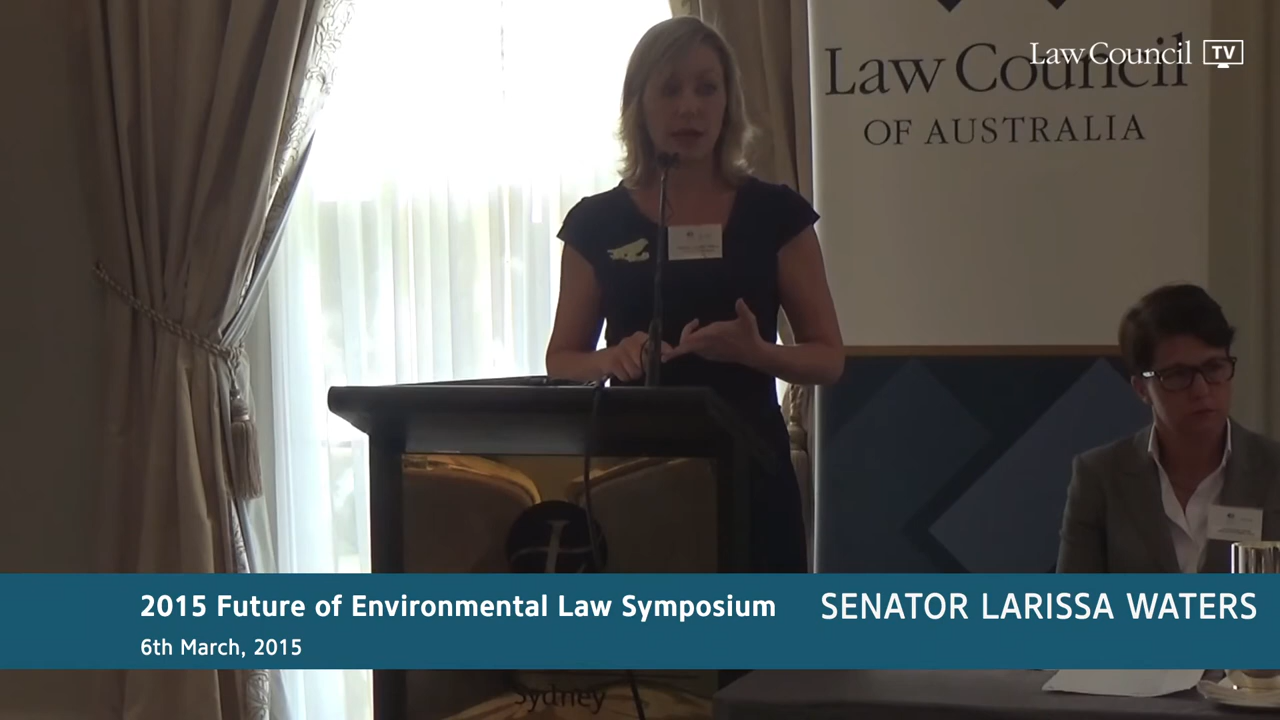 Law Council TV
Law Council
OF AUSTRALIA
2015 Future of Environmental Law Symposium
SENATOR LARISSA WATERS
6th March, 2015
Sydney